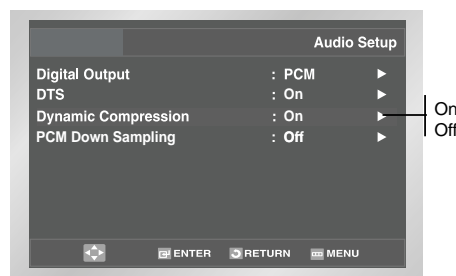 Audio Setup
Digital Output : PCM
DTS : On
Dynamic Compression : On
PCM Down Sampling : Off
On
Off
ENTER RETURN MENU